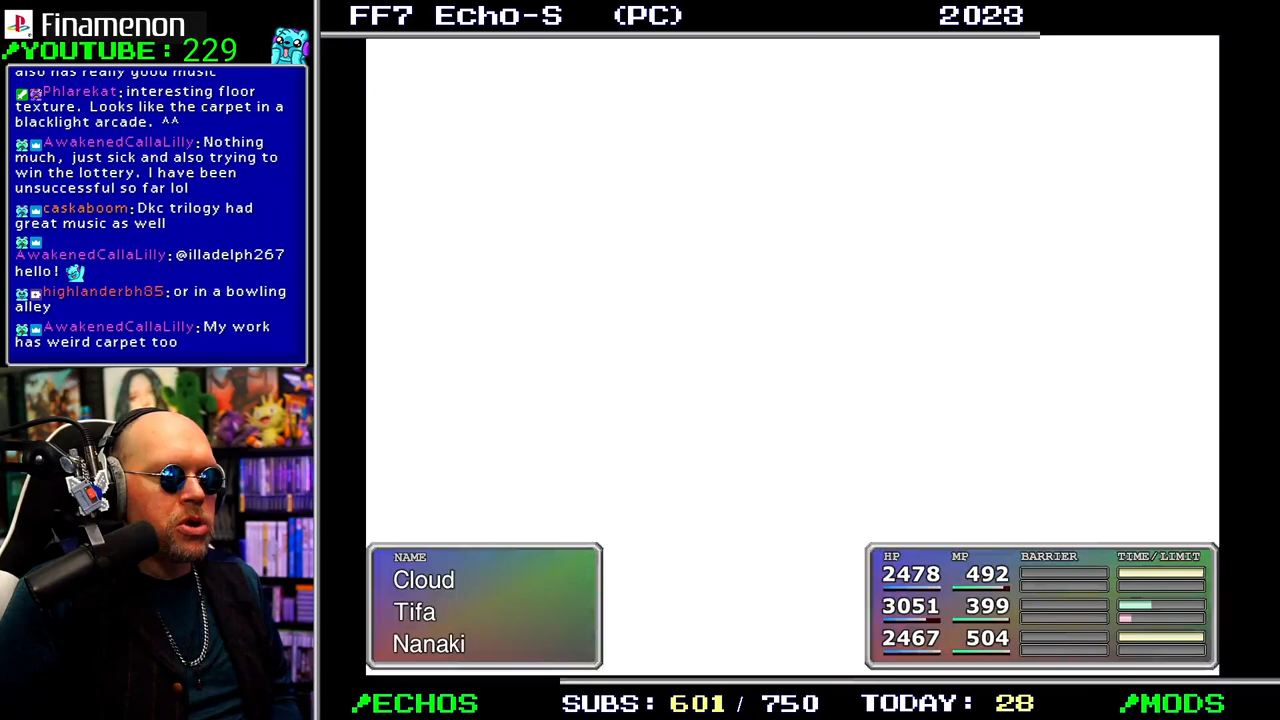 FF7 Echo-S (PC) 2023
Finamenon
/YOUTUBE: 229
also has really good music
Phlarekat: interesting floor
texture. Looks like the carpet in a
blacklight arcade. ^^
AwakenedCallaLilly: Nothing
much, just sick and also trying to
win the lottery. I have been
unsuccessful so far lol
caskaboom: Dkc trilogy had
great music as well
AwakenedCallaLilly: @illadelph267
hello!
highlanderbh85: or in a bowling
alley
AwakenedCallaLilly: My work
has weird carpet too
NAME
Cloud
Tifa
Nanaki
HP MP BARRIER TIME/LIMIT
2478 492
3051 399
2467 504
/ECHOS SUBS: 601 / 750 TODAY: 28 /MODS